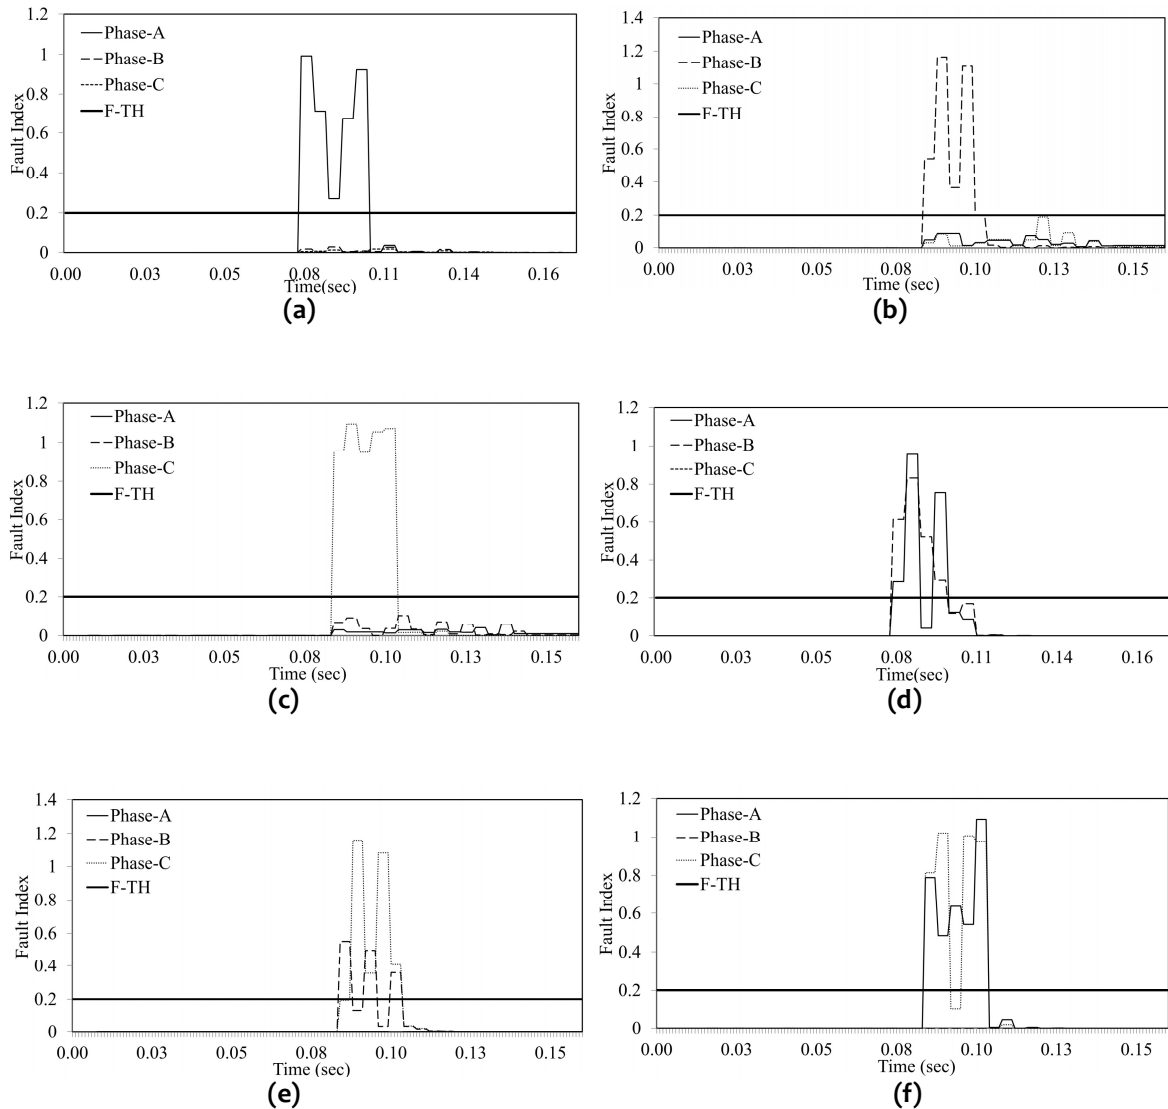 1.2
1
0.8
0.6
0.4
0.2
0
Fault Index
Phase-A
Phase-B
Phase-C
F-TH
0.00 0.03 0.05 0.08 0.11 0.14 0.16
Time(sec)
(a)
1.4
1.2
1
0.8
0.6
0.4
0.2
0
Fault Index
Phase-A
Phase-B
Phase-C
F-TH
0.00 0.03 0.05 0.08 0.10 0.13 0.15
Time (sec)
(b)
1.2
1
0.8
0.6
0.4
0.2
0
Fault Index
Phase-A
Phase-B
Phase-C
F-TH
0.00 0.03 0.05 0.08 0.10 0.13 0.15
Time (sec)
(c)
1.2
1
0.8
0.6
0.4
0.2
0
Fault Index
Phase-A
Phase-B
Phase-C
F-TH
0.00 0.03 0.05 0.08 0.11 0.14 0.16
Time(sec)
(d)
1.4
1.2
1
0.8
0.6
0.4
0.2
0
Fault Index
Phase-A
Phase-B
Phase-C
F-TH
0.00 0.03 0.05 0.08 0.10 0.13 0.15
Time (sec)
(e)
1.2
1
0.8
0.6
0.4
0.2
0
Fault Index
Phase-A
Phase-B
Phase-C
F-TH
0.00 0.03 0.05 0.08 0.10 0.13 0.15
Time (sec)
(f)